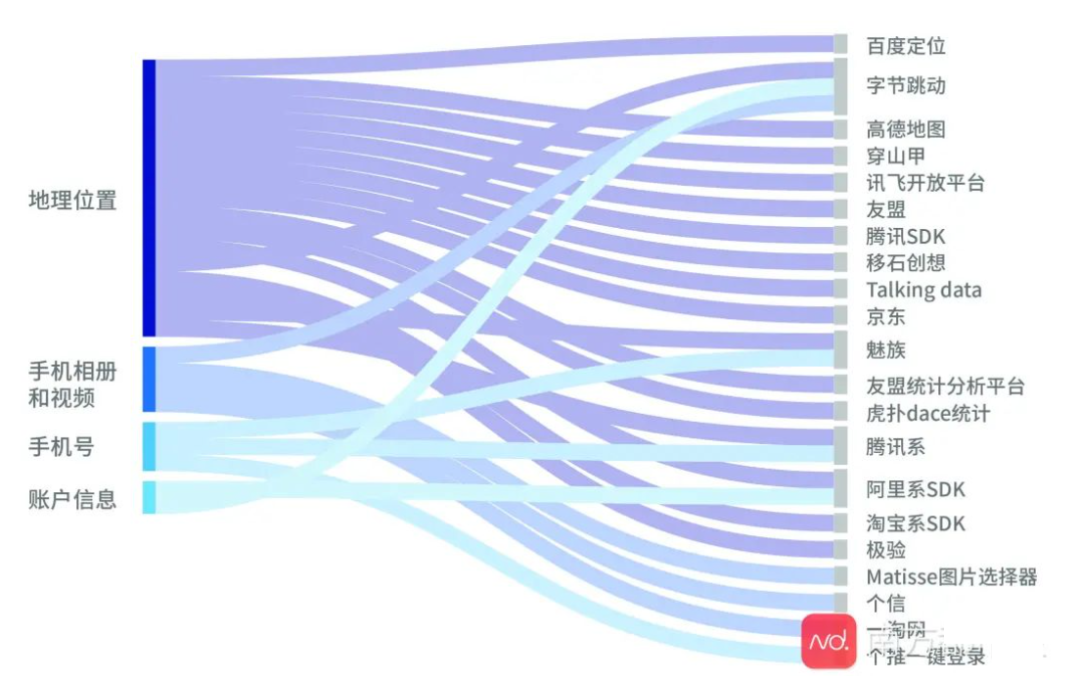 地理位置
手机相册
和视频
手机号
账户信息
百度定位
字节跳动
高德地图
穿山甲
讯飞开放平台
友盟
腾讯SDK
移石创想
Talking data
京东
魅族
友盟统计分析平台
虎扑dace统计
腾讯系
阿里系SDK
淘宝系SDK
极验
Matisse图片选择器
个信
一淘网
个推一键登录
nd.
南方